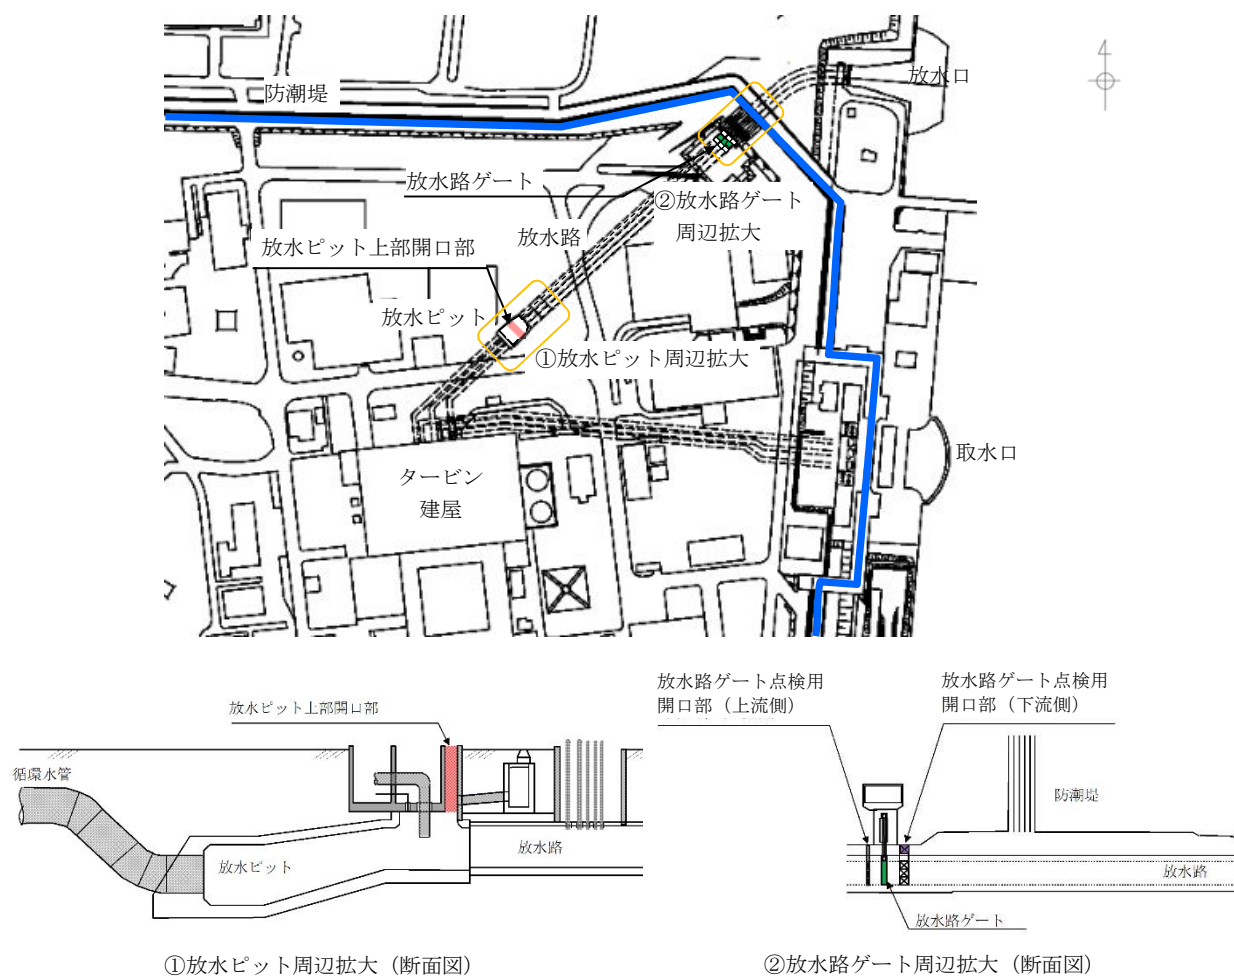 放水口
防潮堤
放水路ゲート
②放水路ゲート
周辺拡大
放水路
放水ピット上部開口部
放水ピット
①放水ピット周辺拡大
取水口
タービン
建屋
放水路ゲート点検用
開口部（上流側）
放水路ゲート点検用
開口部（下流側）
放水ピット上部開口部
循環水管
防潮堤
放水ピット
放水路
放水路
放水路ゲート
①放水ピット周辺拡大（断面図）
②放水路ゲート周辺拡大（断面図）